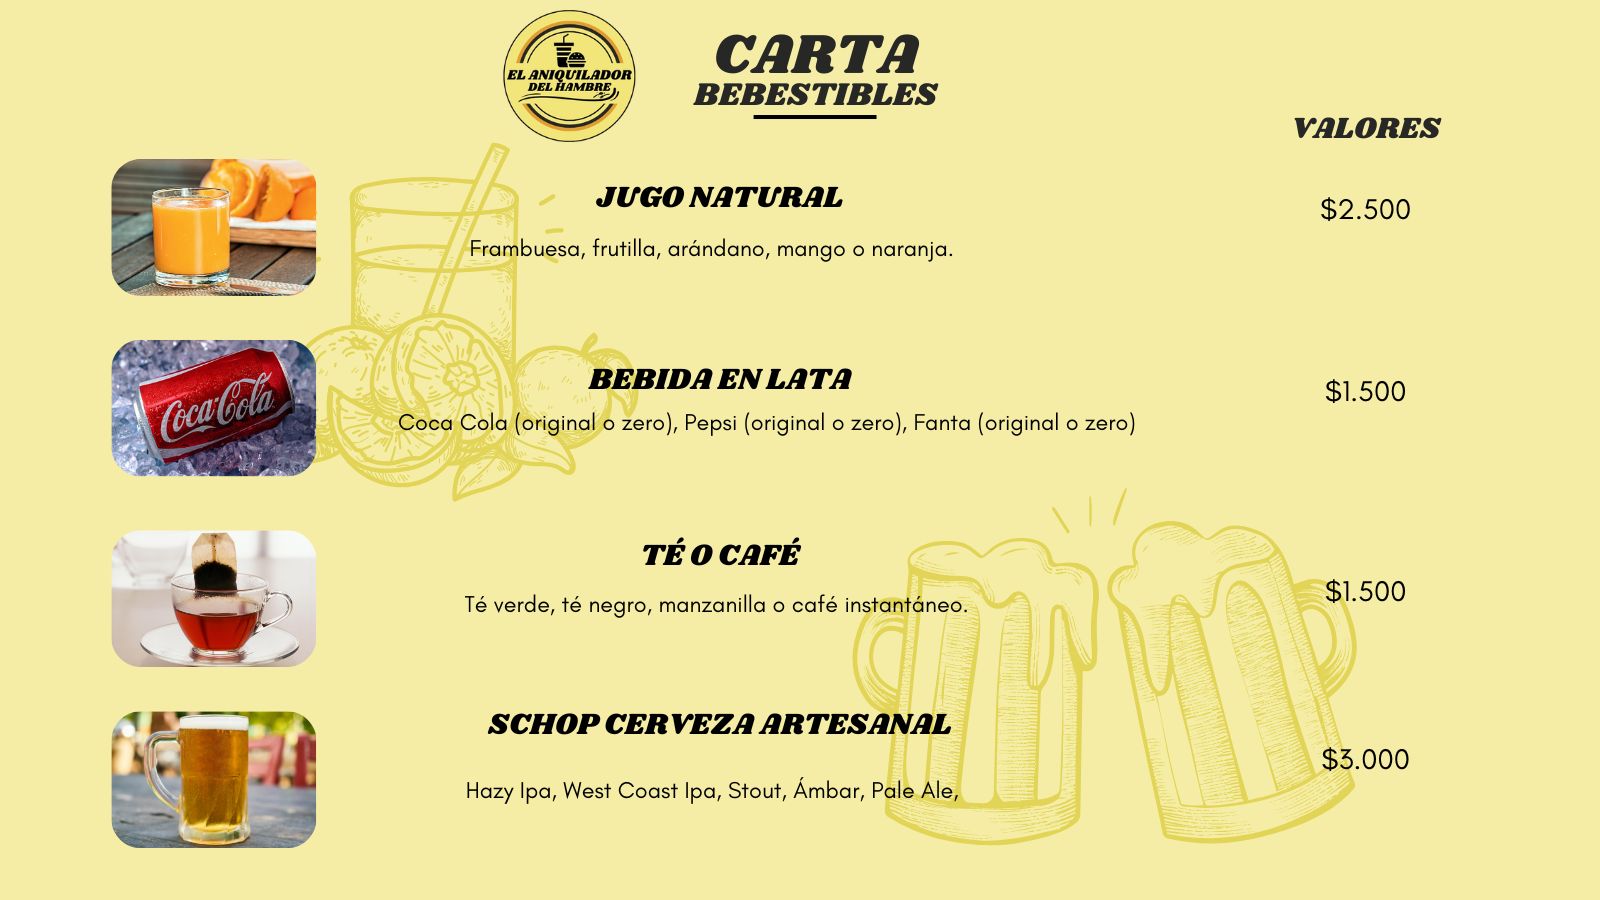 EL ANIQUILADOR
DEL HAMBRE
CARTA
BEBESTIBLES
VALORES
JUGO NATURAL
$2.500
Frambuesa, frutilla, arándano, mango o naranja.
Coca-Cola
BEBIDA EN LATA
$1.500
Coca Cola (original o zero), Pepsi (original o zero), Fanta (original o zero)
TÉ O CAFÉ
$1.500
Té verde, té negro, manzanilla o café instantáneo.
SCHOP CERVEZA ARTESANAL
$3.000
Hazy Ipa, West Coast Ipa, Stout, Ámbar, Pale Ale,